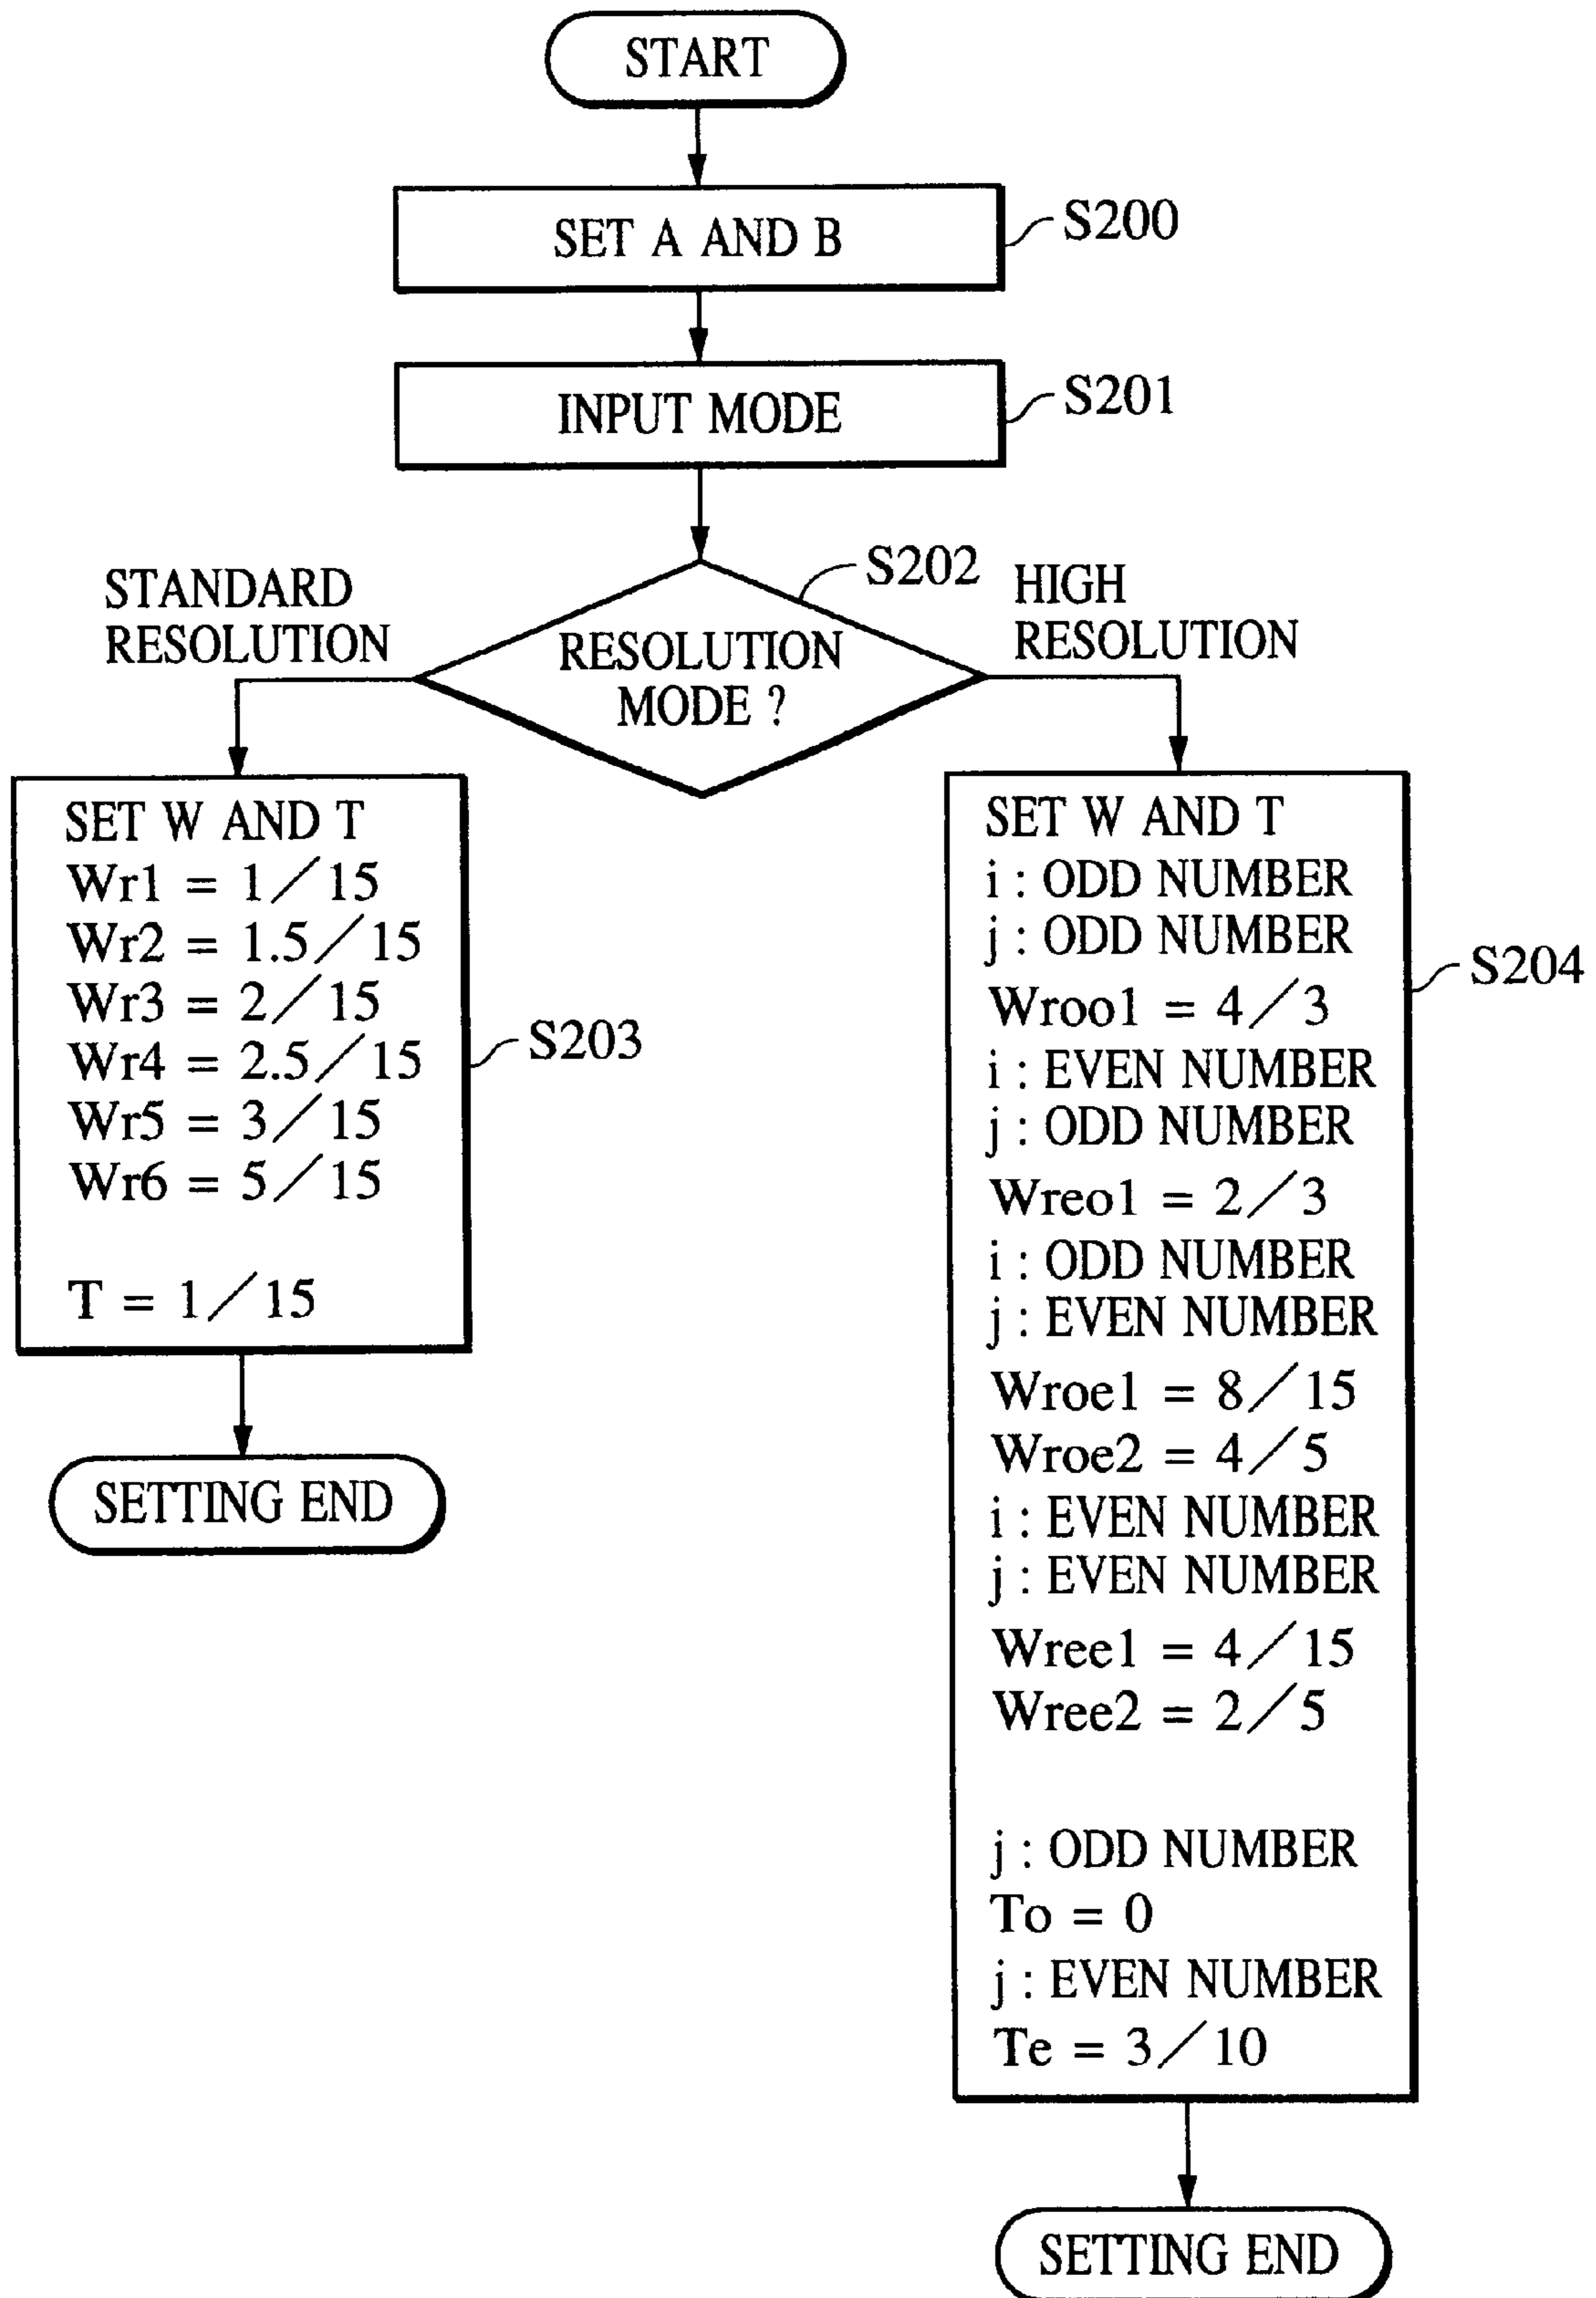 START
SET A AND B
S200
INPUT MODE
S201
S202
STANDARD
RESOLUTION
RESOLUTION
MODE ?
HIGH
RESOLUTION
SET W AND T
Wr1 = 1/15
Wr2 = 1.5/15
Wr3 = 2/15
Wr4 = 2.5/15
Wr5 = 3/15
Wr6 = 5/15
T = 1/15
S203
SETTING END
SET W AND T
i : ODD NUMBER
j : ODD NUMBER
Wroo1 = 4/3
i : EVEN NUMBER
j : ODD NUMBER
Wreo1 = 2/3
i : ODD NUMBER
j : EVEN NUMBER
Wroe1 = 8/15
Wroe2 = 4/5
i : EVEN NUMBER
j : EVEN NUMBER
Wree1 = 4/15
Wree2 = 2/5
j : ODD NUMBER
To = 0
j : EVEN NUMBER
Te = 3/10
S204
SETTING END